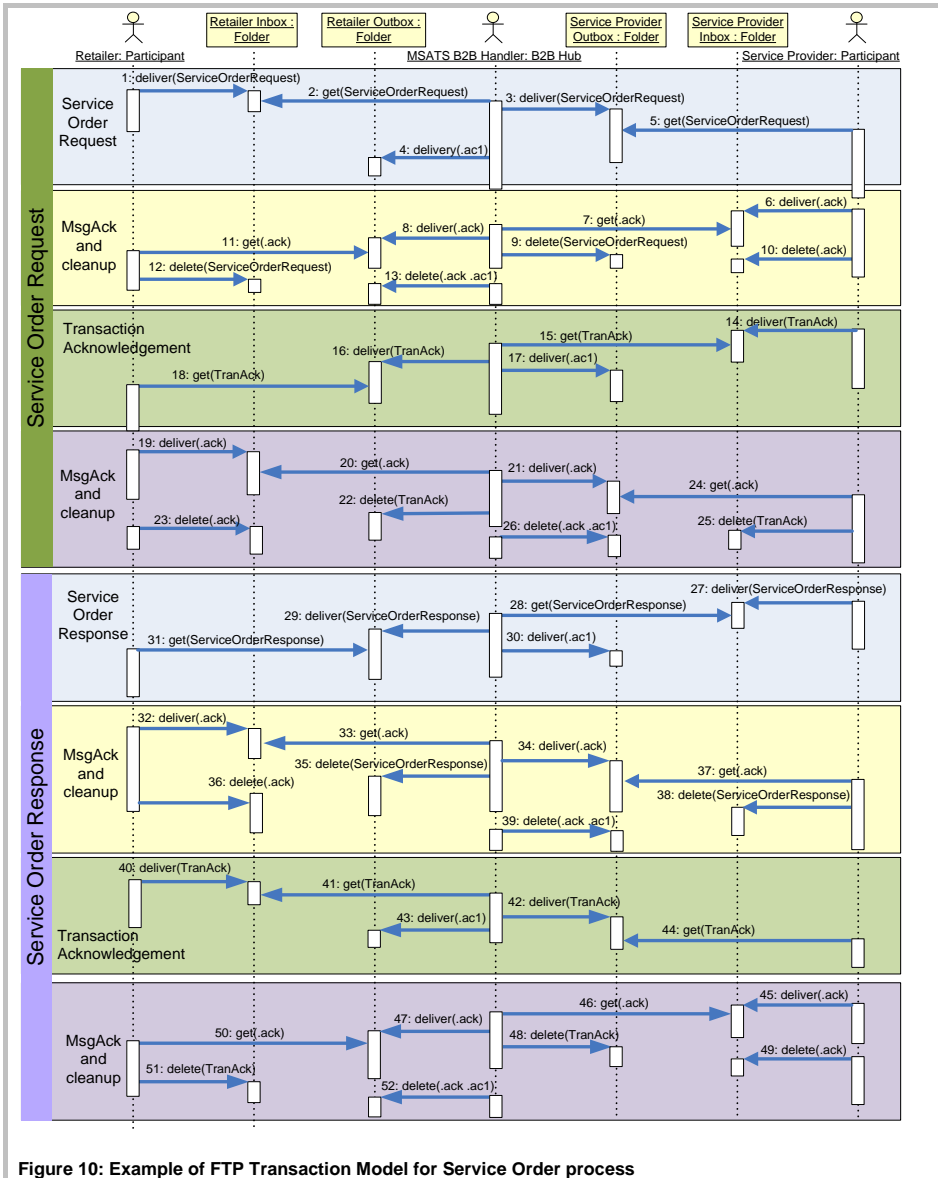 Retailer: Participant
Retailer Inbox :
Folder
Retailer Outbox :
Folder
MSATS B2B Handler: B2B Hub
Service Provider
Outbox : Folder
Service Provider
Inbox : Folder
Service Provider: Participant
Service Order Request
Service
Order
Request
1: deliver(ServiceOrderRequest)
2: get(ServiceOrderRequest)
3: deliver(ServiceOrderRequest)
5: get(ServiceOrderRequest)
4: delivery(.ac1)
MsgAck
and
cleanup
6: deliver(.ack)
7: get(.ack)
8: deliver(.ack)
9: delete(ServiceOrderRequest)
10: delete(.ack)
11: get(.ack)
12: delete(ServiceOrderRequest)
13: delete(.ack .ac1)
Transaction
Acknowledgement
14: deliver(TranAck)
15: get(TranAck)
16: deliver(TranAck)
17: deliver(.ac1)
18: get(TranAck)
MsgAck
and
cleanup
19: deliver(.ack)
20: get(.ack)
21: deliver(.ack)
24: get(.ack)
22: delete(TranAck)
23: delete(.ack)
26: delete(.ack .ac1)
25: delete(TranAck)
Service Order Response
Service
Order
Response
27: deliver(ServiceOrderResponse)
28: get(ServiceOrderResponse)
29: deliver(ServiceOrderResponse)
30: deliver(.ac1)
31: get(ServiceOrderResponse)
MsgAck
and
cleanup
32: deliver(.ack)
33: get(.ack)
34: deliver(.ack)
35: delete(ServiceOrderResponse)
37: get(.ack)
36: delete(.ack)
38: delete(ServiceOrderResponse)
39: delete(.ack .ac1)
Transaction
Acknowledgement
40: deliver(TranAck)
41: get(TranAck)
42: deliver(TranAck)
43: deliver(.ac1)
44: get(TranAck)
MsgAck
and
cleanup
45: deliver(.ack)
46: get(.ack)
47: deliver(.ack)
48: delete(TranAck)
49: delete(.ack)
50: get(.ack)
51: delete(TranAck)
52: delete(.ack .ac1)
Figure 10: Example of FTP Transaction Model for Service Order process